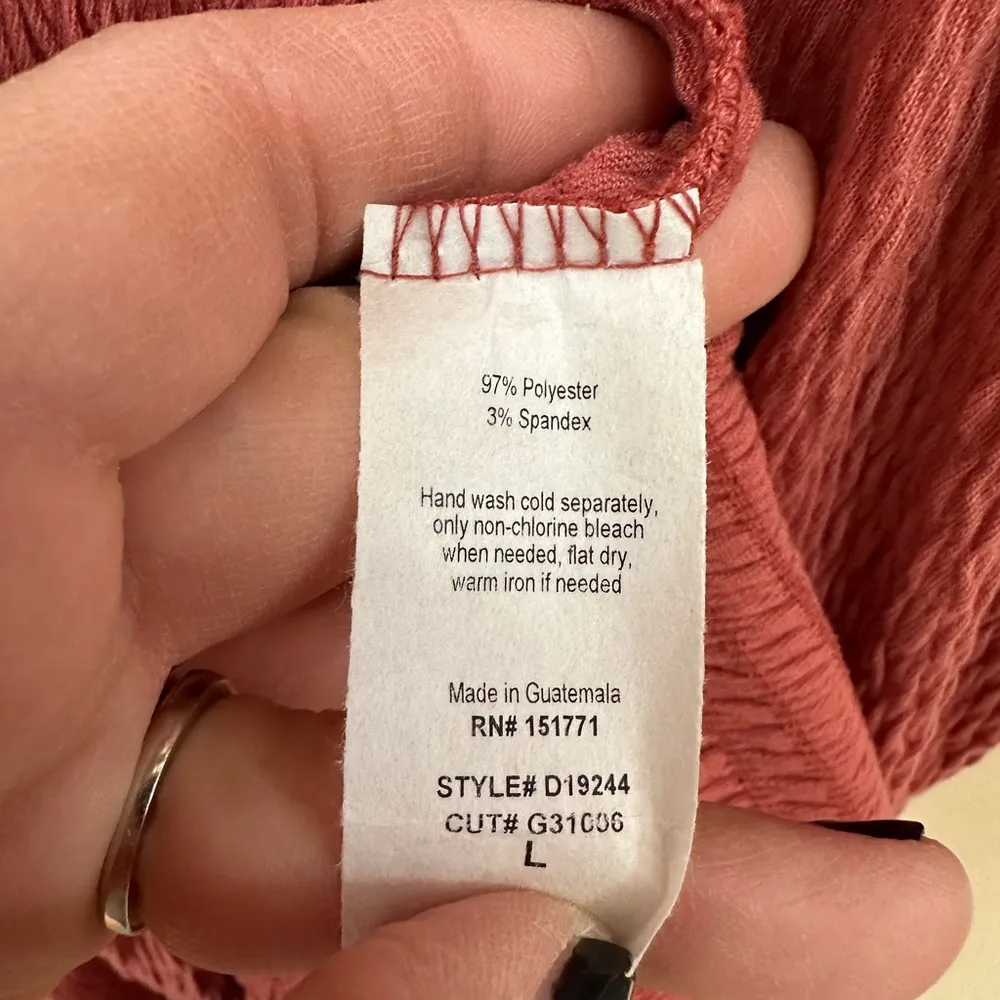 97% Polyester
3% Spandex
Hand wash cold separately,
only non-chlorine bleach
when needed, flat dry,
warm iron if needed
Made in Guatemala
RN# 151771
STYLE# D19244
CUT# G31006
L